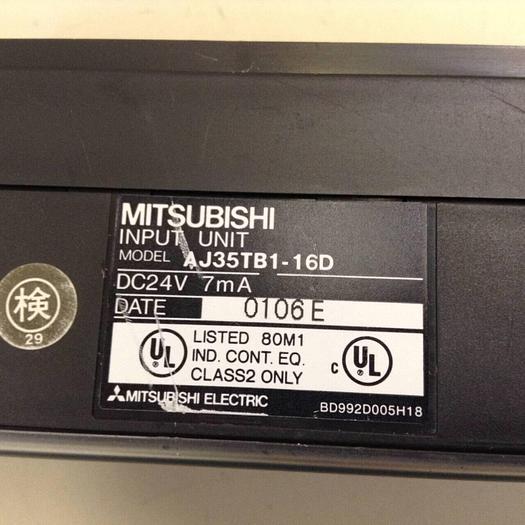 MITSUBISHI
INPUT UNIT
MODEL AJ35TB1-16D
DC24V 7mA
DATE 0106 E
検
29
UL LISTED 80M1
IND. CONT. EQ.
CLASS2 ONLY
C UL
MITSUBISHI ELECTRIC
BD992D005H18